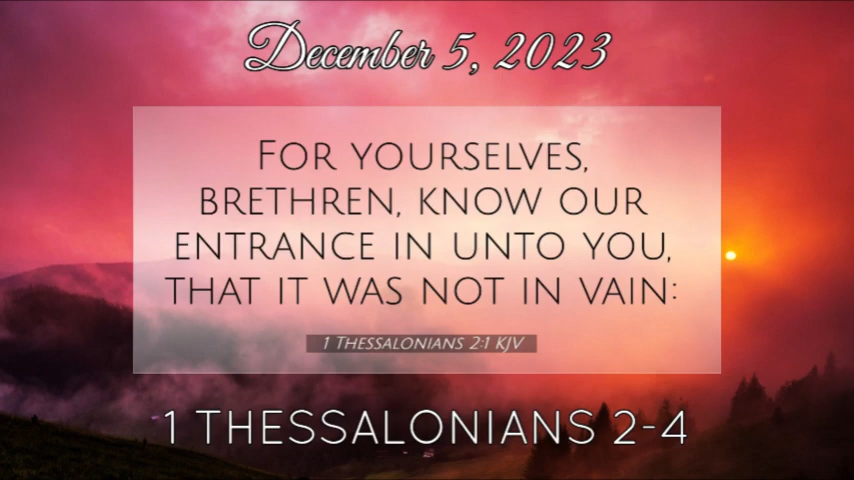 December 5, 2023
For yourselves,
brethren, know our
entrance in unto you,
that it was not in vain:
1 Thessalonians 2:1 KJV
1 THESSALONIANS 2-4